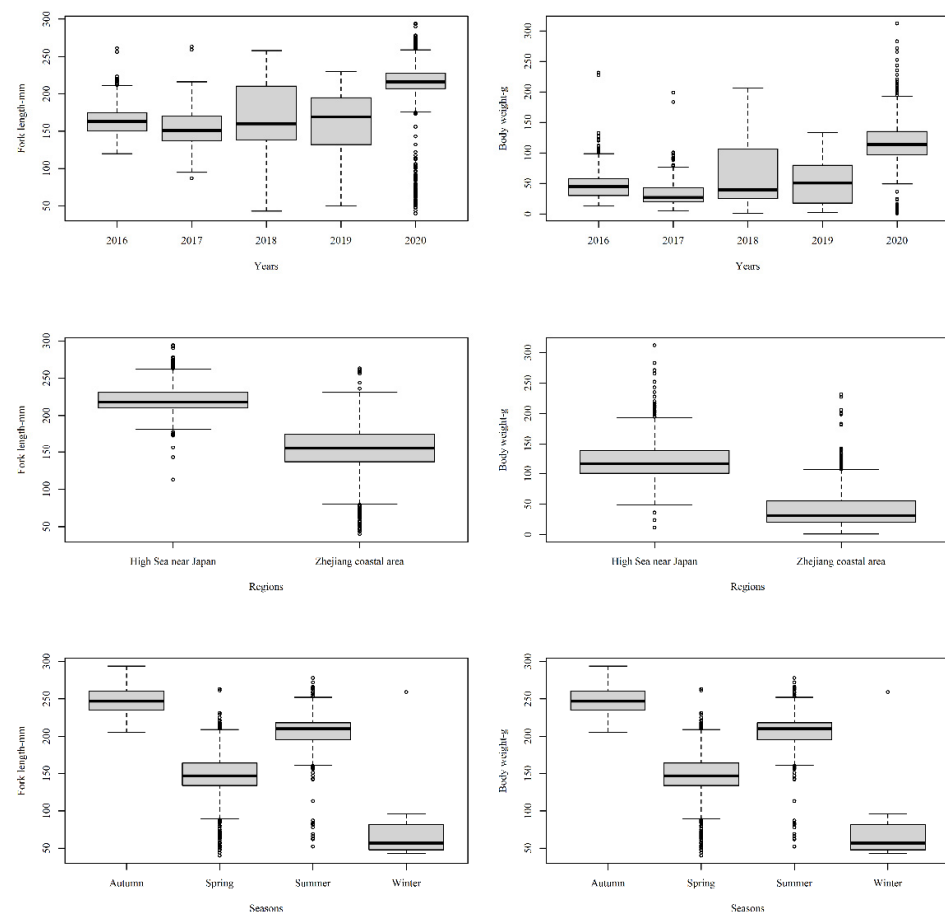 Fork length-mm
300
250
200
150
100
50
2016 2017 2018 2019 2020
Years
Body weight-g
300
250
200
150
100
50
0
2016 2017 2018 2019 2020
Years
Fork length-mm
300
250
200
150
100
50
High Sea near Japan Zhejiang coastal area
Regions
Body weight-g
300
250
200
150
100
50
0
High Sea near Japan Zhejiang coastal area
Regions
Fork length-mm
300
250
200
150
100
50
Autumn Spring Summer Winter
Seasons
Body weight-g
300
250
200
150
100
50
Autumn Spring Summer Winter
Seasons